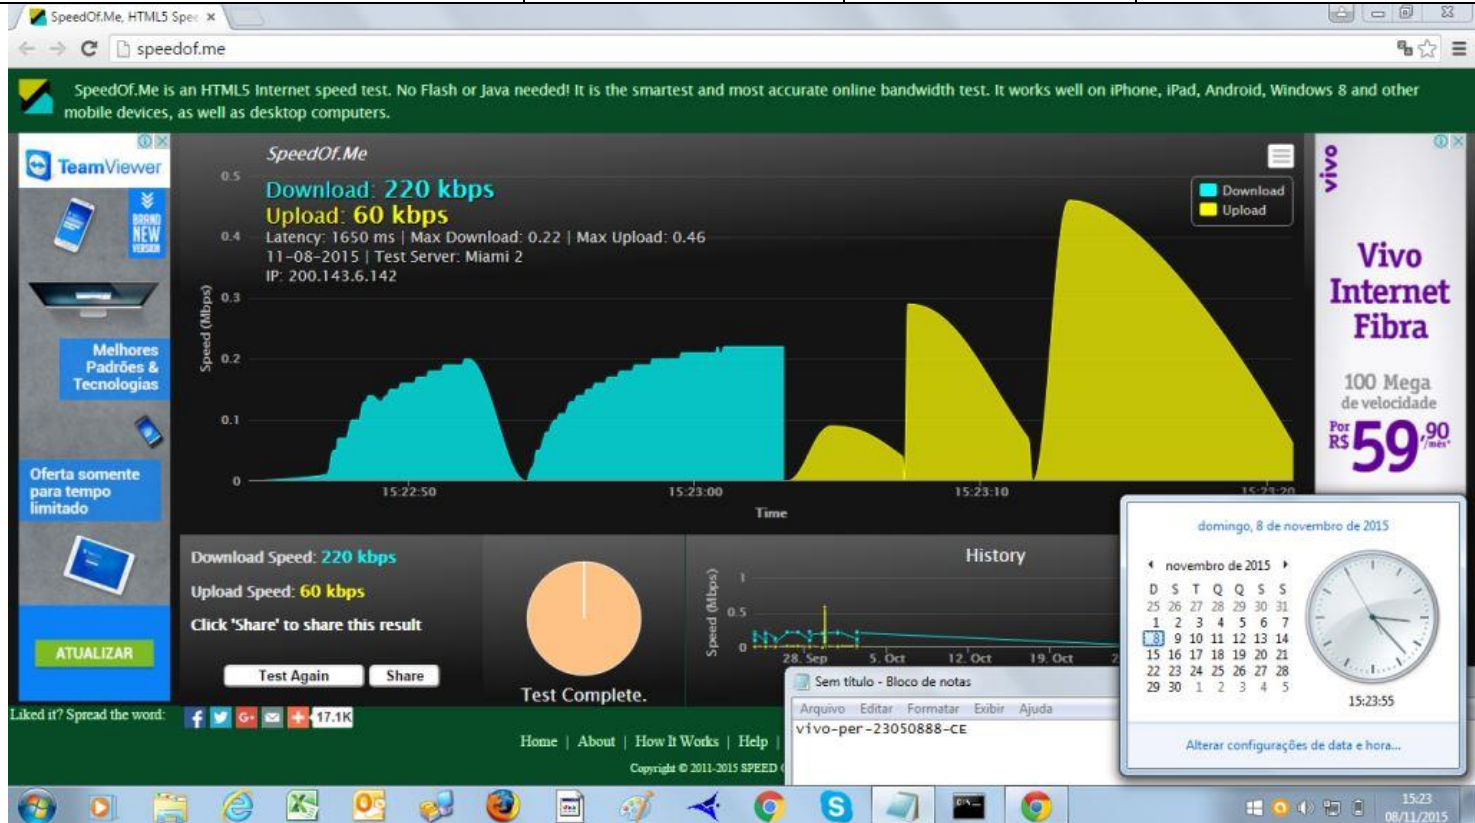 SpeedOf.Me, HTML5 Spee
speedof.me
SpeedOf.Me is an HTML5 Internet speed test. No Flash or Java needed! It is the smartest and most accurate online bandwidth test. It works well on iPhone, iPad, Android, Windows 8 and other
mobile devices, as well as desktop computers.
TeamViewer
BRAND
NEW
VERSION
Melhores
Padrões &
Tecnologias
Oferta somente
para tempo
limitado
ATUALIZAR
SpeedOf.Me
Download: 220 kbps
Upload: 60 kbps
Latency: 1650 ms | Max Download: 0.22 | Max Upload: 0.46
11-08-2015 | Test Server: Miami 2
IP: 200.143.6.142
Download
Upload
Speed (Mbps)
0.5
0.4
0.3
0.2
0.1
0
15:22:50 15:23:00 15:23:10 15:23:20
Time
vivo
Vivo
Internet
Fibra
100 Mega
de velocidade
Por
R$ 59,90
/mês*
Download Speed: 220 kbps
Upload Speed: 60 kbps
Click 'Share' to share this result
Test Again Share
Test Complete.
History
Speed (Mbps)
1
0.5
0
28. Sep 5. Oct 12. Oct 19. Oct 2
Liked it? Spread the word:
17.1K
Home | About | How It Works | Help |
Copyright © 2011-2015 SPEED
Sem título - Bloco de notas
Arquivo Editar Formatar Exibir Ajuda
vivo-per-23050888-CE
domingo, 8 de novembro de 2015
novembro de 2015
D S T Q Q S S
25 26 27 28 29 30 31
1 2 3 4 5 6 7
8 9 10 11 12 13 14
15 16 17 18 19 20 21
22 23 24 25 26 27 28
29 30 1 2 3 4 5
15:23:55
Alterar configurações de data e hora...
15:23
08/11/2015